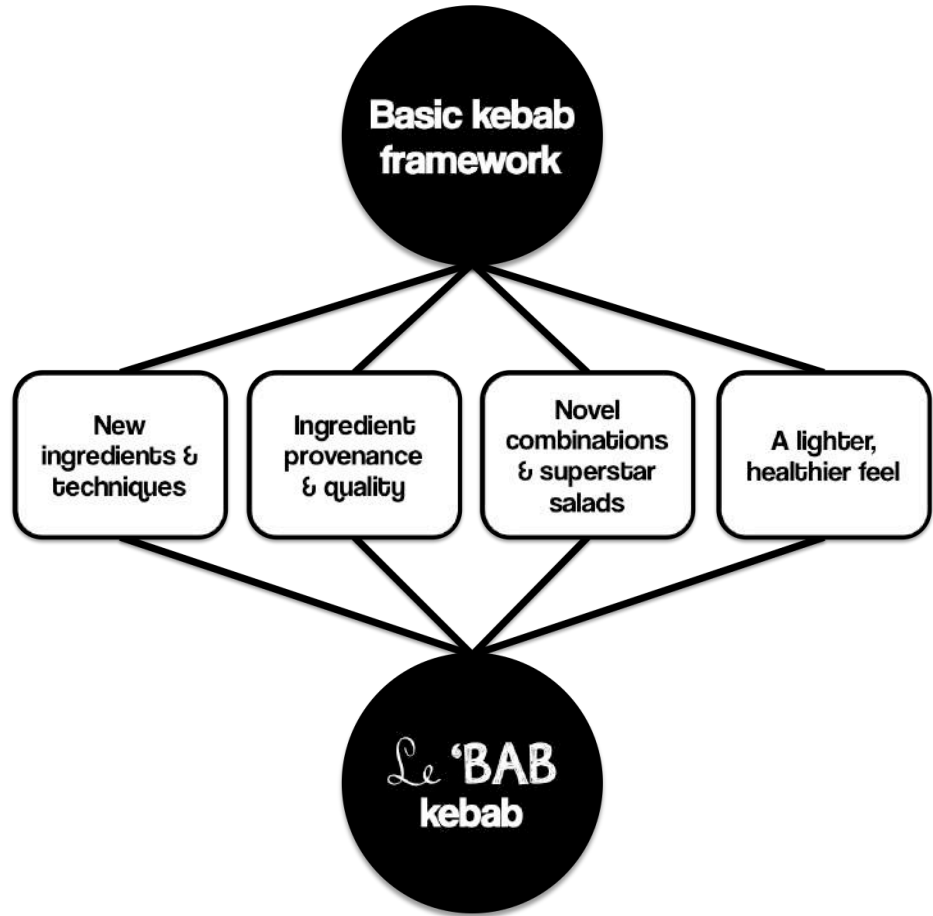 Basic kebab
framework
New
ingredients &
techniques
Ingredient
provenance
& quality
Novel
combinations
& superstar
salads
A lighter,
healthier feel
Le ‘BAB
kebab